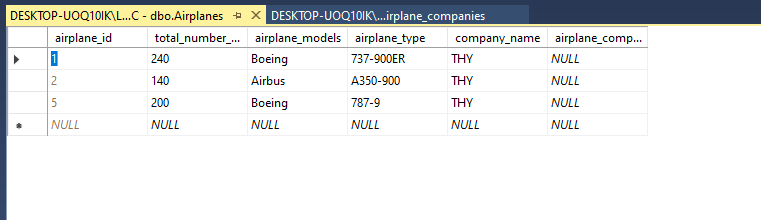 DESKTOP-UOQ10IK\L...C - dbo.Airplanes DESKTOP-UOQ10IK\...irplane_companies
airplane_id total_number_... airplane_models airplane_type company_name airplane_comp...
1 240 Boeing 737-900ER THY NULL
2 140 Airbus A350-900 THY NULL
5 200 Boeing 787-9 THY NULL
NULL NULL NULL NULL NULL NULL